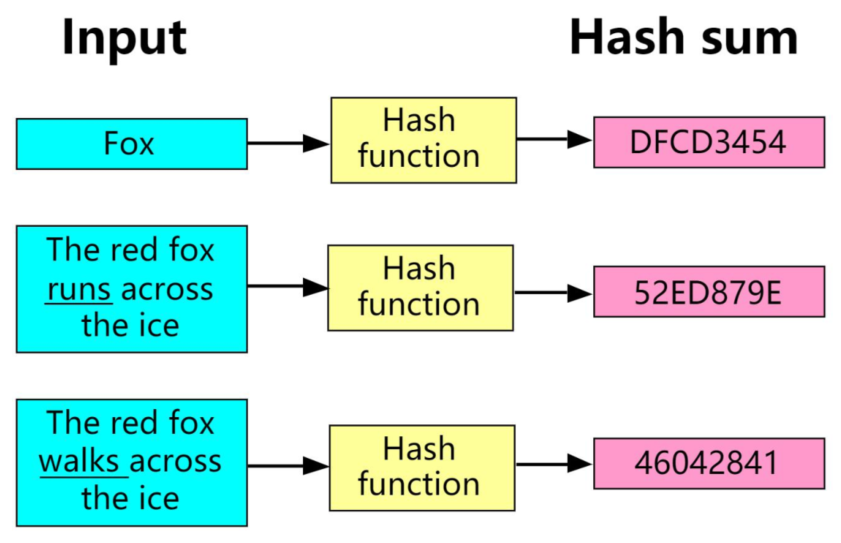 Input
Hash sum
Fox
Hash
function
DFCD3454
The red fox
runs across
the ice
Hash
function
52ED879E
The red fox
walks across
the ice
Hash
function
46042841